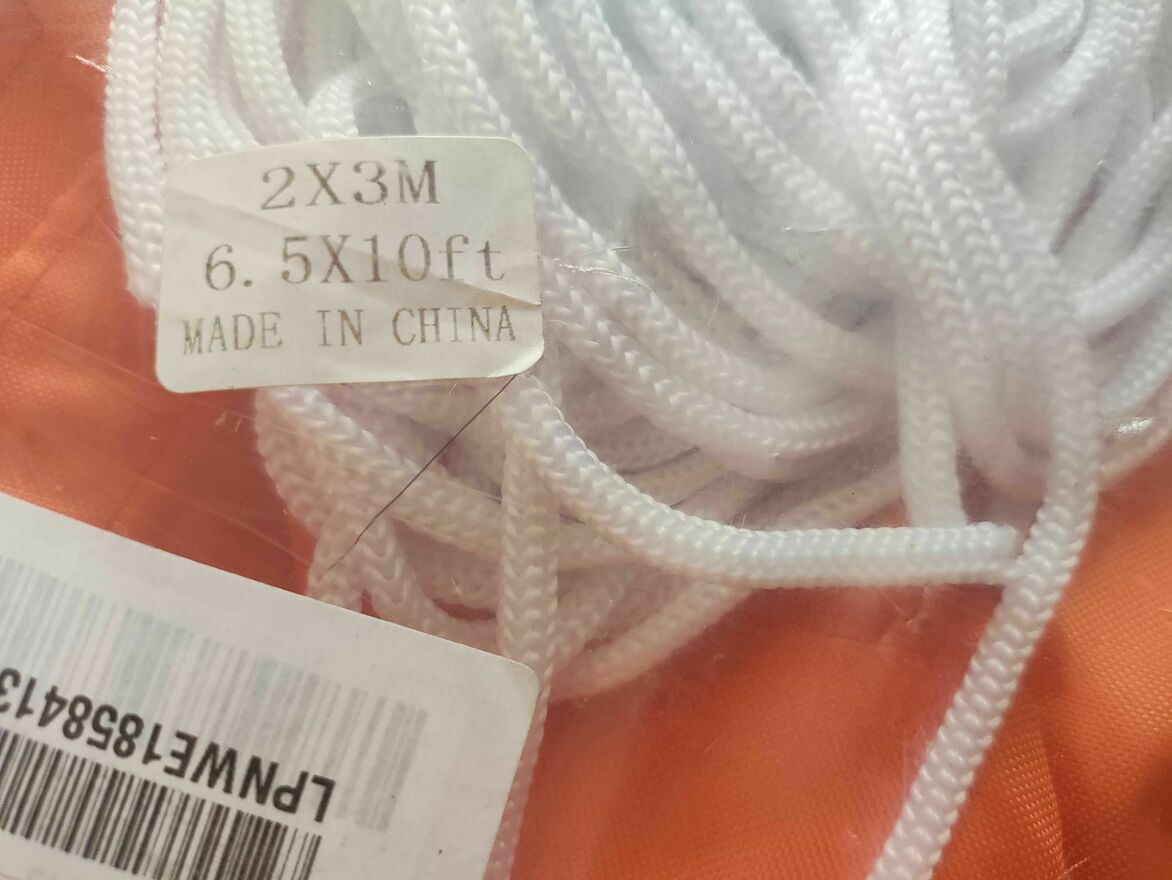 2X3M
6.5X10ft
MADE IN CHINA
LPNWE1858413